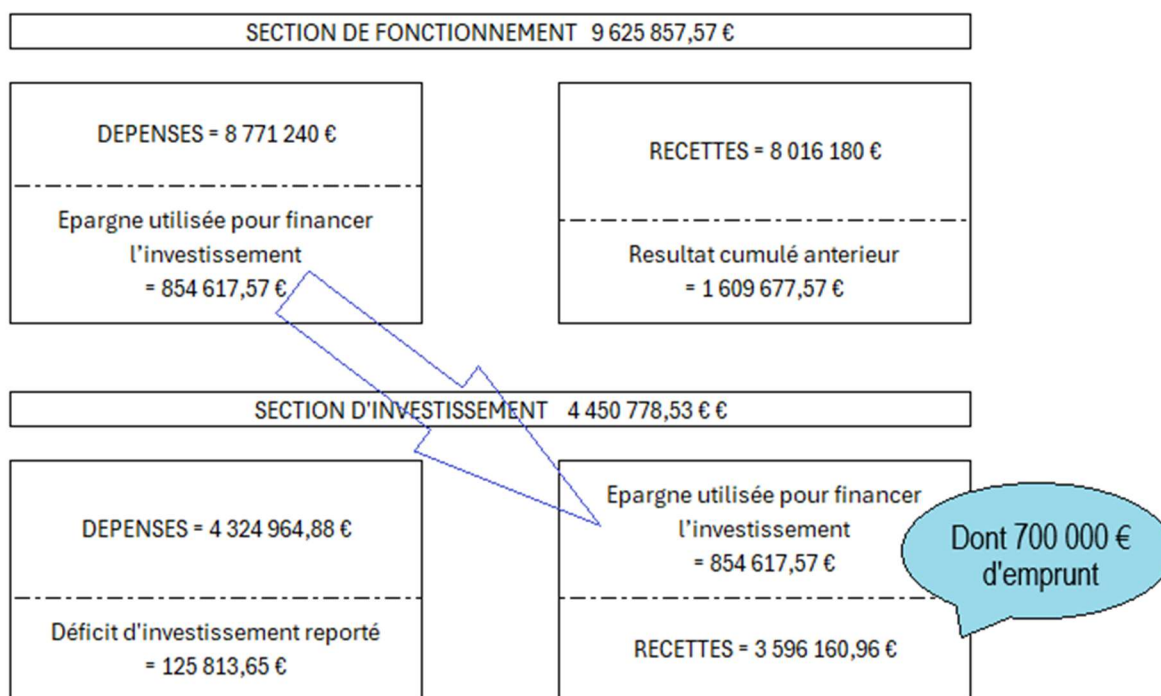 SECTION DE FONCTIONNEMENT 9 625 857,57 €
DEPENSES = 8 771 240 €
Epargne utilisée pour financer
l'investissement
= 854 617,57 €
RECETTES = 8 016 180 €
Resultat cumulé anterieur
= 1 609 677,57 €
SECTION D'INVESTISSEMENT 4 450 778,53 € €
DEPENSES = 4 324 964,88 €
Déficit d'investissement reporté
= 125 813,65 €
Epargne utilisée pour financer
l'investissement
= 854 617,57 €
RECETTES = 3 596 160,96 €
Dont 700 000 €
d'emprunt